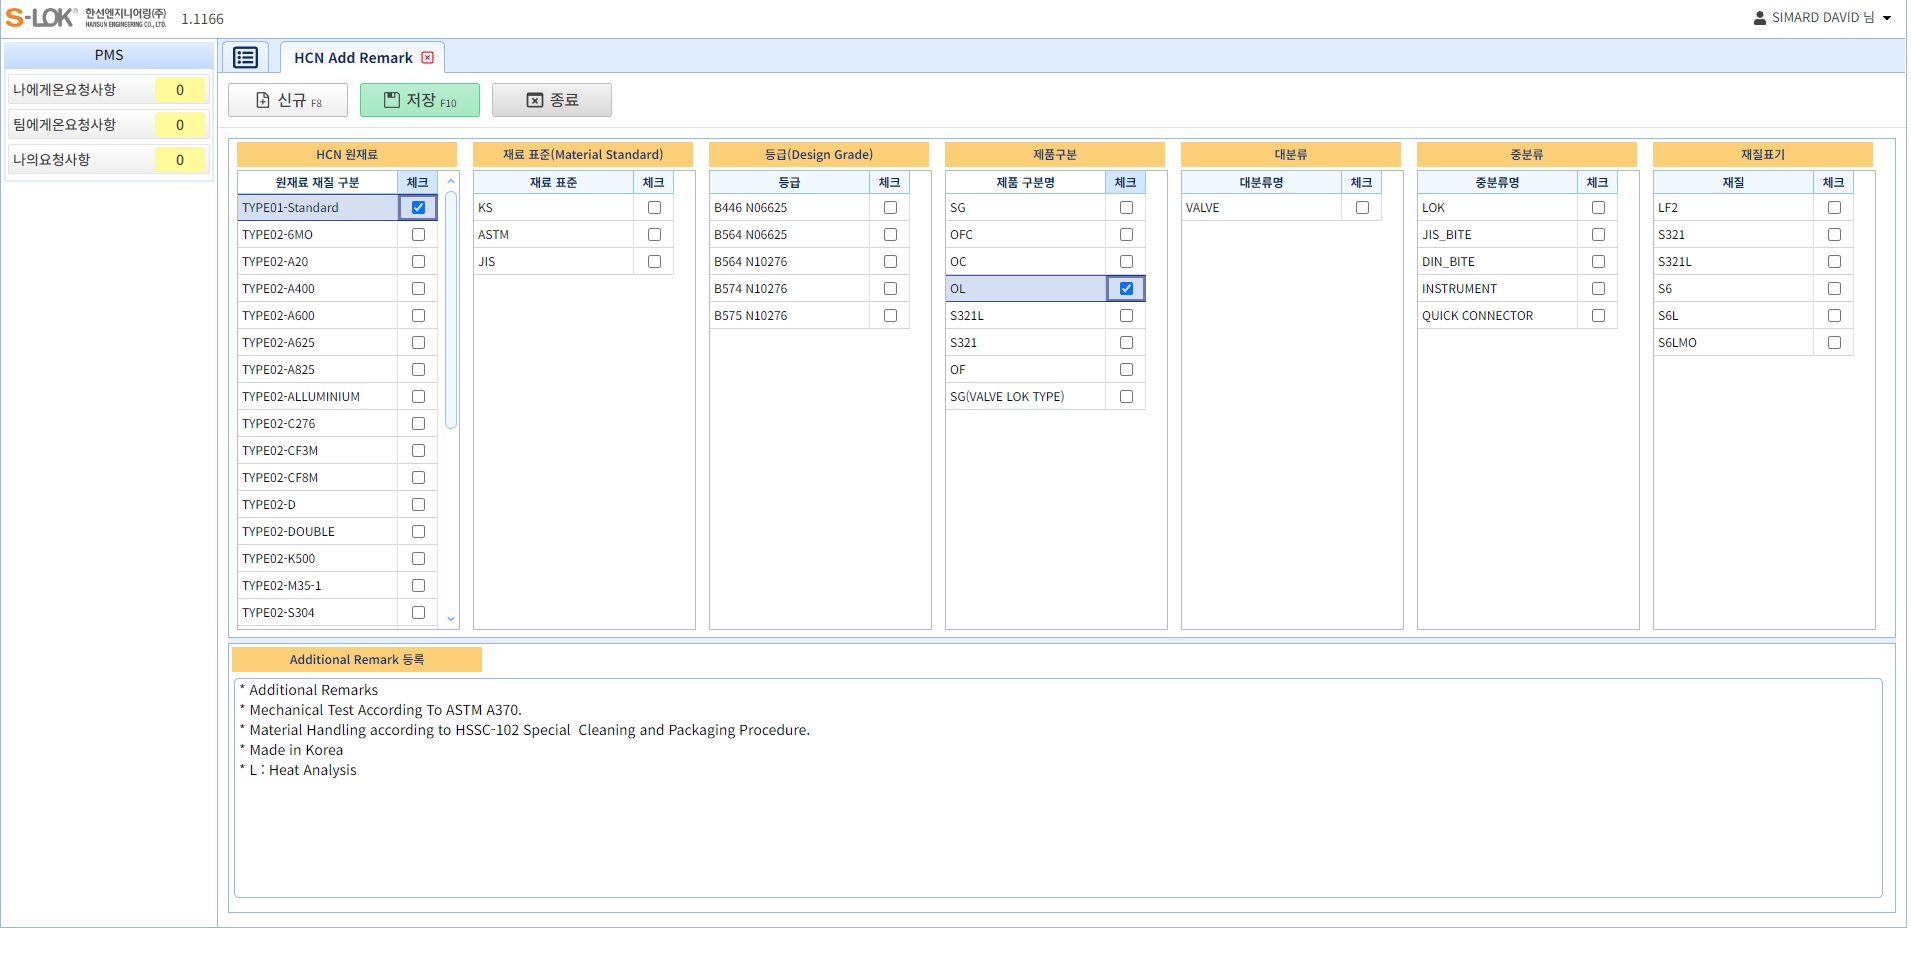 S-LOK 한선엔지니어링(주) HANSUN ENGINEERING CO., LTD. 1.1166
SIMARD DAVID 님
PMS
나에게온요청사항 0
팀에게온요청사항 0
나의요청사항 0
HCN Add Remark
신규 F8
저장 F10
종료
HCN 원재료
원재료 재질 구분 체크
TYPE01-Standard
TYPE02-6MO
TYPE02-A20
TYPE02-A400
TYPE02-A600
TYPE02-A625
TYPE02-A825
TYPE02-ALLUMINIUM
TYPE02-C276
TYPE02-CF3M
TYPE02-CF8M
TYPE02-D
TYPE02-DOUBLE
TYPE02-K500
TYPE02-M35-1
TYPE02-S304
재료 표준(Material Standard)
재료 표준 체크
KS
ASTM
JIS
등급(Design Grade)
등급 체크
B446 N06625
B564 N06625
B564 N10276
B574 N10276
B575 N10276
제품구분
제품 구분명 체크
SG
OFC
OC
OL
S321L
S321
OF
SG(VALVE LOK TYPE)
대분류
대분류명 체크
VALVE
중분류
중분류명 체크
LOK
JIS_BITE
DIN_BITE
INSTRUMENT
QUICK CONNECTOR
재질표기
재질 체크
LF2
S321
S321L
S6
S6L
S6LMO
Additional Remark 등록
* Additional Remarks
* Mechanical Test According To ASTM A370.
* Material Handling according to HSSC-102 Special  Cleaning and Packaging Procedure.
* Made in Korea
* L : Heat Analysis